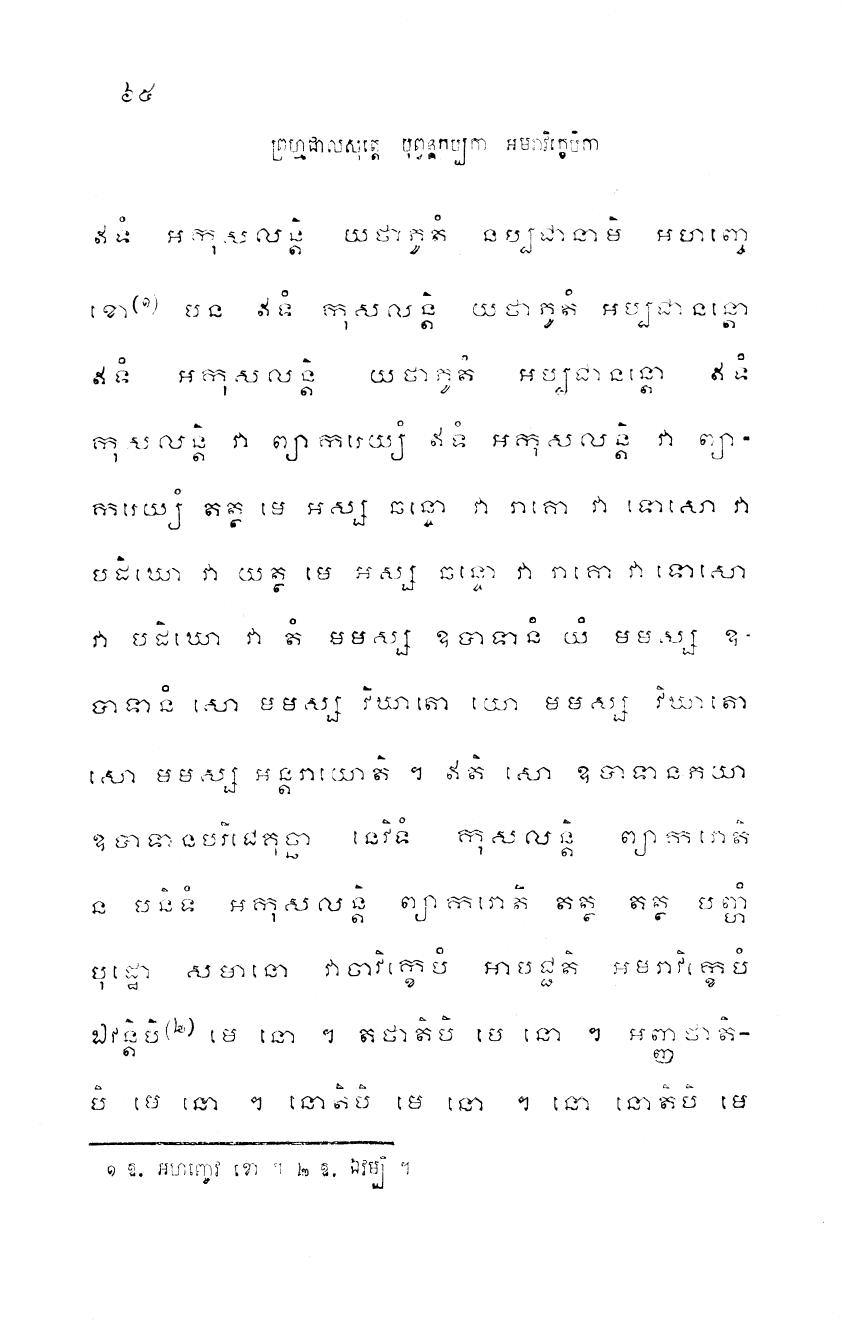 ៦៥
ព្រហ្មជាលសុត្តេ បុព្វន្តកប្បិកា អមរាវិក្ខេបិកា
ឥទំ អកុសលន្តិ យថាភូតំ នប្បជានាមិ អហញ្ចេ
ខោ(១) បន ឥទំ កុសលន្តិ យថាភូតំ អប្បជានន្តោ
ឥទំ អកុសលន្តិ យថាភូតំ អប្បជានន្តោ ឥទំ
កុសលន្តិ វា ព្យាករេយ្យំ ឥទំ អកុសលន្តិ វា ព្យា-
ករេយ្យំ តត្ថ មេ អស្ស ឆន្ទោ វា រាគោ វា ទោសោ វា
បដិឃោ វា យត្ថ មេ អស្ស ឆន្ទោ វា រាគោ វា ទោសោ
វា បដិឃោ វា តំ មមស្ស ឧបាទានំ យំ មមស្ស ឧ-
បាទានំ សោ មមស្ស វិឃាតោ យោ មមស្ស វិឃាតោ
សោ មមស្ស អន្តរាយោតិ ។ ឥតិ សោ ឧបាទានភយា
ឧបាទានបរិជេគុច្ឆា នេវិទំ កុសលន្តិ ព្យាករោតិ
ន បនិទំ អកុសលន្តិ ព្យាករោតិ តត្ថ តត្ថ បញ្ហំ
បុដ្ឋោ សមានោ វាចាវិក្ខេបំ អាបជ្ជតិ អមរាវិក្ខេបំ
ឯវន្តិបិ(២) មេ នោ ។ តថាតិបិ មេ នោ ។ អញ្ញថាតិ-
បិ មេ នោ ។ នោតិបិ មេ នោ ។ នោ នោតិបិ មេ
១ ឱ. អហញ្ចេវ ខោ ។ ២ ឱ. ឯវម្បិ ។